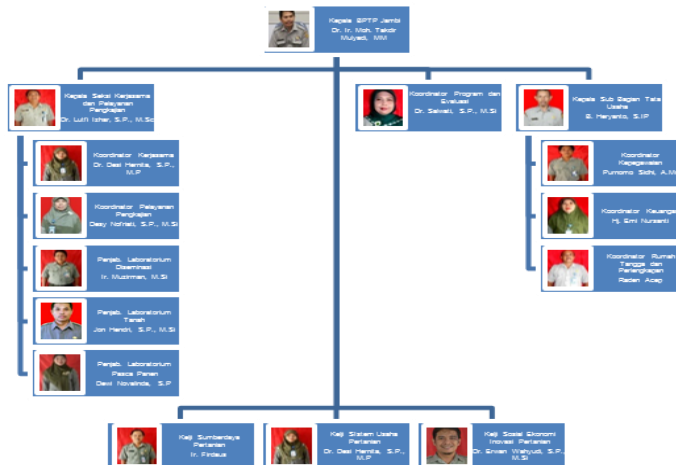 Kepala BPTP Jambi
Dr. Ir. Moh. Takdir
Mulyadi, MM
Kepala Seksi Kerjasama
dan Pelayanan
Pengkajian
Dr. Lutfi Izhar, S.P., M.Sc
Koordinator Program dan
Evaluasi
Dr. Salwati, S.P., M.Si
Kepala Sub Bagian Tata
Usaha
B. Heryanto, S.IP
Koordinator Kerjasama
Dr. Desi Hernita, S.P.,
M.P
Koordinator Pelayanan
Pengkajian
Desy Nofriati, S.P., M.Si
Penjab. Laboratorium
Diseminasi
Ir. Muzirman, M.Si
Penjab. Laboratorium
Tanah
Jon Hendri, S.P., M.Si
Penjab. Laboratorium
Pasca Panen
Dewi Novalinda, S.P
Koordinator
Kepegawaian
Purnomo Sidhi, A.M
Koordinator Keuanga
Hj. Erni Nursanti
Koordinator Rumah
Tangga dan
Perlengkapan
Raden Acap
Kelji Sumberdaya
Pertanian
Ir. Firdaus
Kelji Sistem Usaha
Pertanian
Dr. Desi Hernita, S.P.,
M.P
Kelji Sosial Ekonomi
Inovasi Pertanian
Dr. Erwan Wahyudi, S.P.,
M.Si